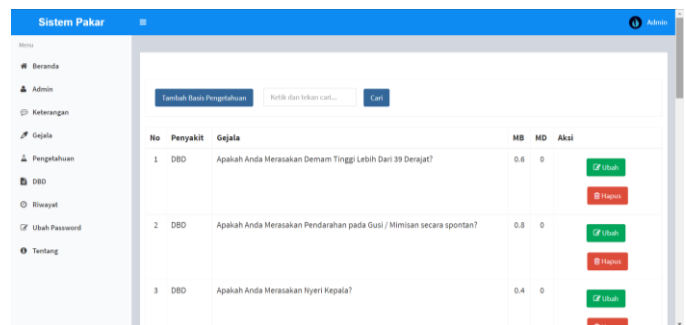 Sistem Pakar
Admin
Menu
Beranda
Admin
Keterangan
Gejala
Pengetahuan
DBD
Riwayat
Ubah Password
Tentang
Tambah Basis Pengetahuan Ketik dan tekan cari... Cari
No Penyakit Gejala MB MD Aksi
1 DBD Apakah Anda Merasakan Demam Tinggi Lebih Dari 39 Derajat? 0.6 0
Ubah
Hapus
2 DBD Apakah Anda Merasakan Pendarahan pada Gusi / Mimisan secara spontan? 0.8 0
Ubah
Hapus
3 DBD Apakah Anda Merasakan Nyeri Kepala? 0.4 0
Ubah